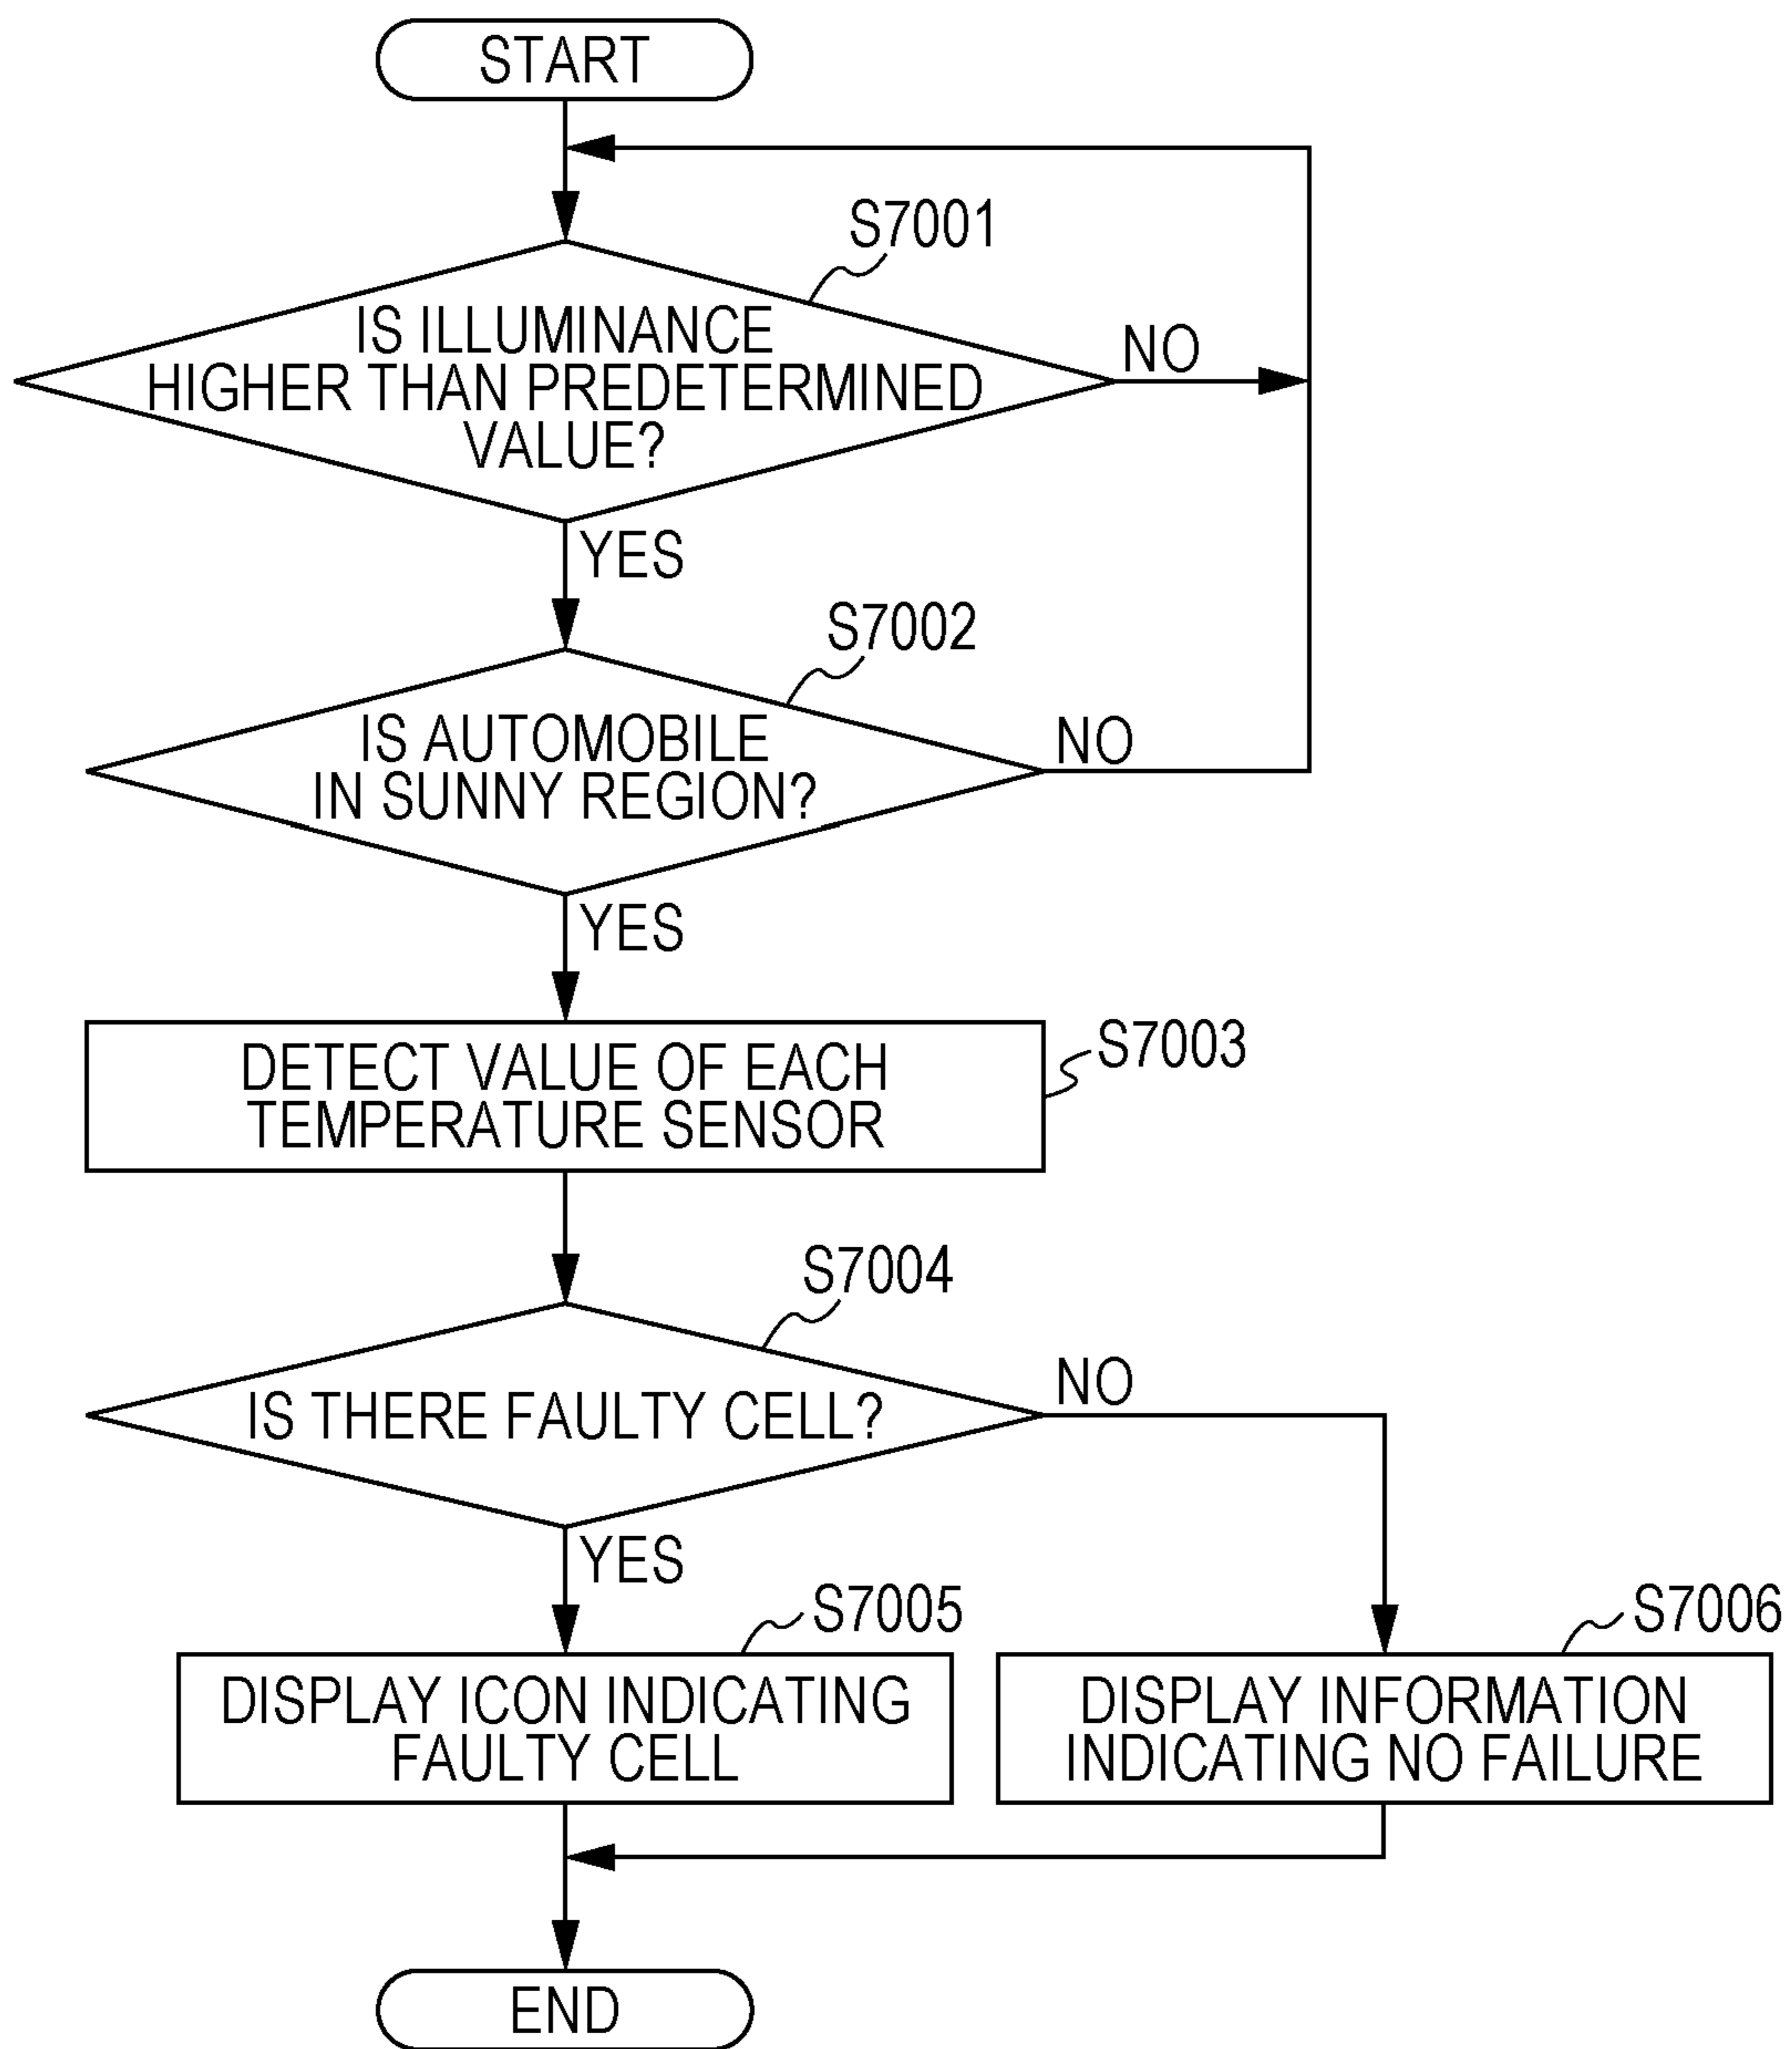 START
S7001
IS ILLUMINANCE
HIGHER THAN PREDETERMINED
VALUE?
NO
YES
S7002
IS AUTOMOBILE
IN SUNNY REGION?
NO
YES
DETECT VALUE OF EACH
TEMPERATURE SENSOR
S7003
S7004
IS THERE FAULTY CELL?
NO
YES
S7005
DISPLAY ICON INDICATING
FAULTY CELL
S7006
DISPLAY INFORMATION
INDICATING NO FAILURE
END